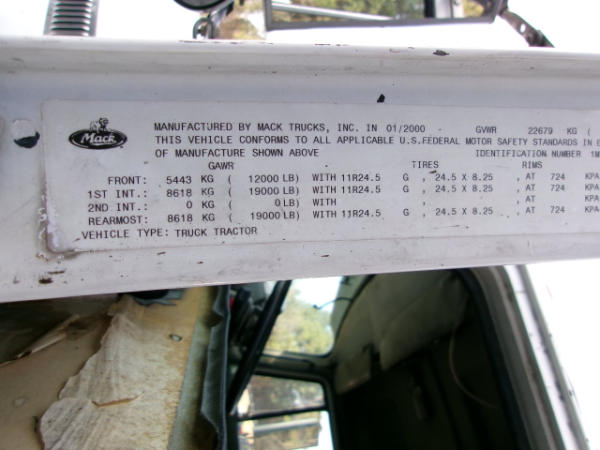 Mack
MANUFACTURED BY MACK TRUCKS, INC. IN 01/2000 GVWR 22679 KG (
THIS VEHICLE CONFORMS TO ALL APPLICABLE U.S.FEDERAL MOTOR SAFETY STANDARDS IN E
OF MANUFACTURE SHOWN ABOVE IDENTIFICATION NUMBER 1M
GAWR TIRES RIMS
FRONT: 5443 KG ( 12000 LB) WITH 11R24.5 G , 24.5 X 8.25 , AT 724 KPA
1ST INT.: 8618 KG ( 19000 LB) WITH 11R24.5 G , 24.5 X 8.25 , AT 724 KPA
2ND INT.: 0 KG ( 0 LB) WITH , , AT KPA
REARMOST: 8618 KG ( 19000 LB) WITH 11R24.5 G , 24.5 X 8.25 , AT 724 KPA
VEHICLE TYPE: TRUCK TRACTOR